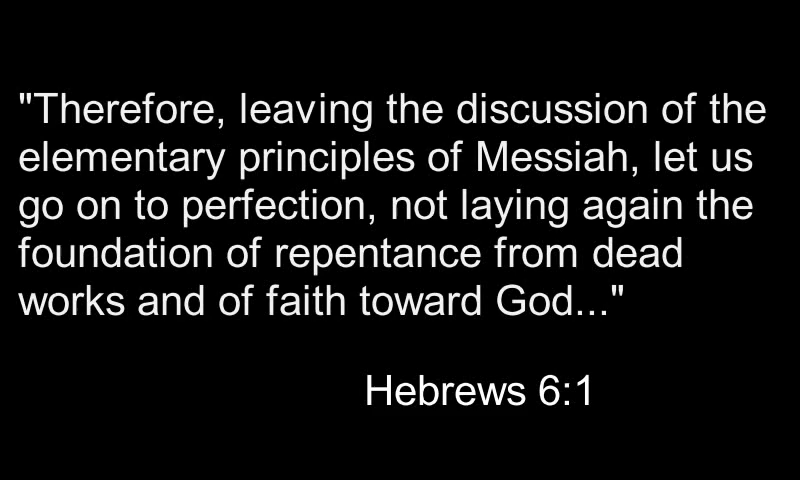 "Therefore, leaving the discussion of the
elementary principles of Messiah, let us
go on to perfection, not laying again the
foundation of repentance from dead
works and of faith toward God..."
Hebrews 6:1